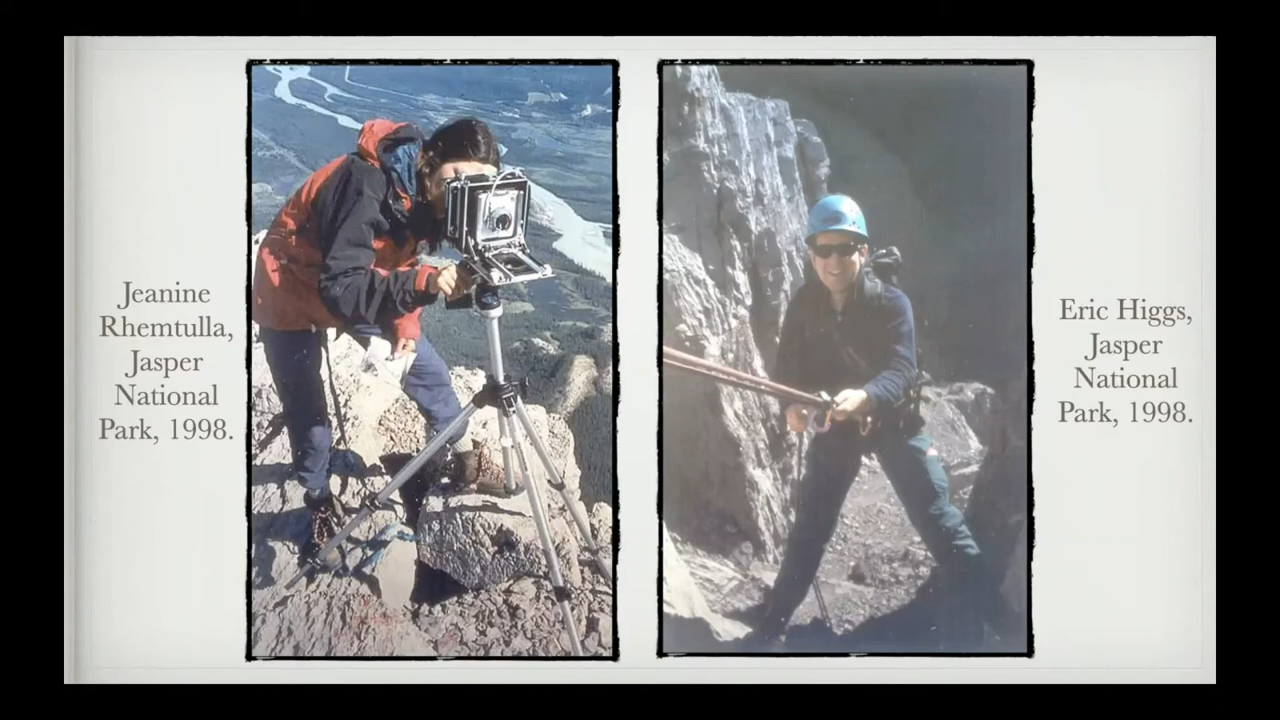 Jeanine
Rhemtulla,
Jasper
National
Park, 1998.
Eric Higgs,
Jasper
National
Park, 1998.